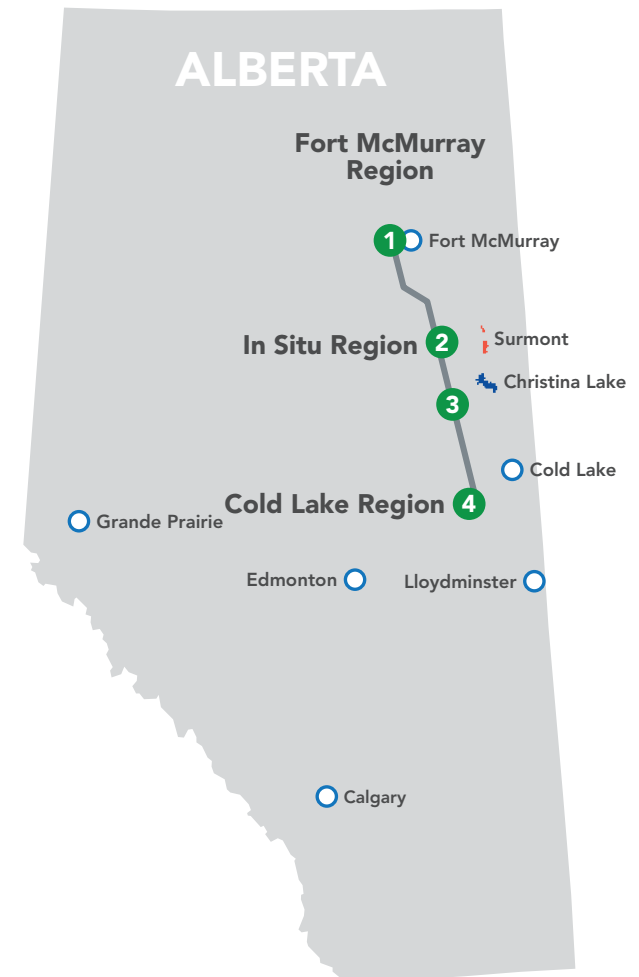 ALBERTA
Fort McMurray
Region
1
Fort McMurray
In Situ Region
2
Surmont
Christina Lake
3
Cold Lake
Cold Lake Region
4
Grande Prairie
Edmonton
Lloydminster
Calgary